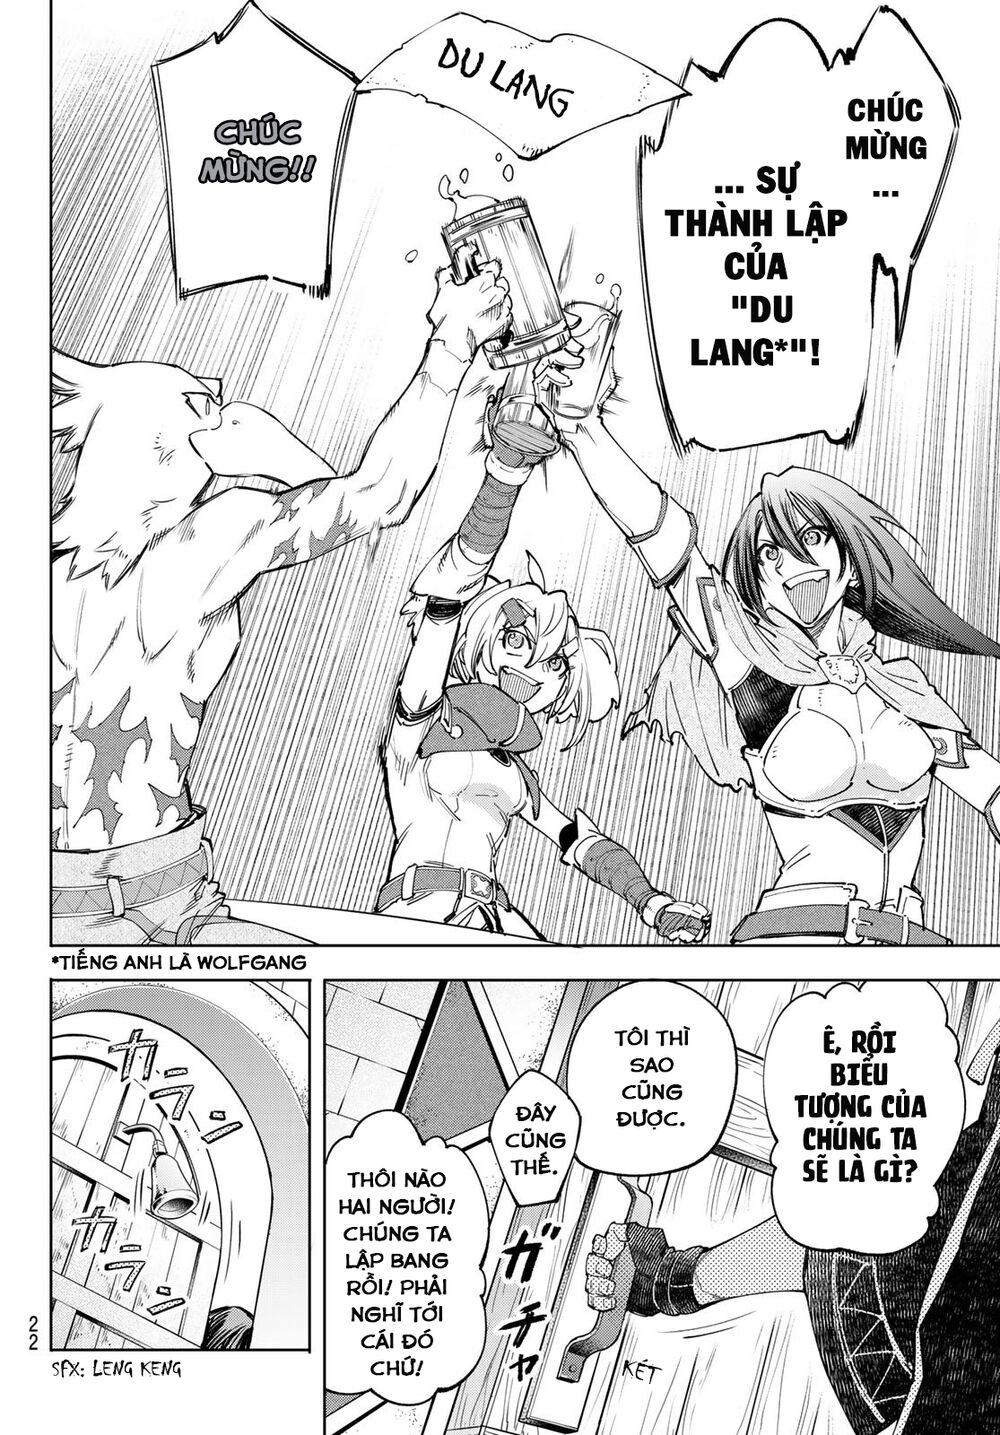 DU LANG
CHÚC
MỪNG
...
... SỰ
THÀNH LẬP
CỦA
"DU
LANG*"!
CHÚC
MỪNG!!
*TIẾNG ANH LÀ WOLFGANG
Ê, RỒI
BIỂU
TƯỢNG CỦA
CHÚNG TA
SẼ LÀ GÌ?
TÔI THÌ
SAO
CŨNG
ĐƯỢC.
ĐÂY
CŨNG
THẾ.
THÔI NÀO
HAI NGƯỜI!
CHÚNG TA
LẬP BANG
RỒI! PHẢI
NGHĨ TỚI
CÁI ĐÓ
CHỨ!
ガチャ
KÉT
ガラン
ガラン
SFX: LENG KENG
22